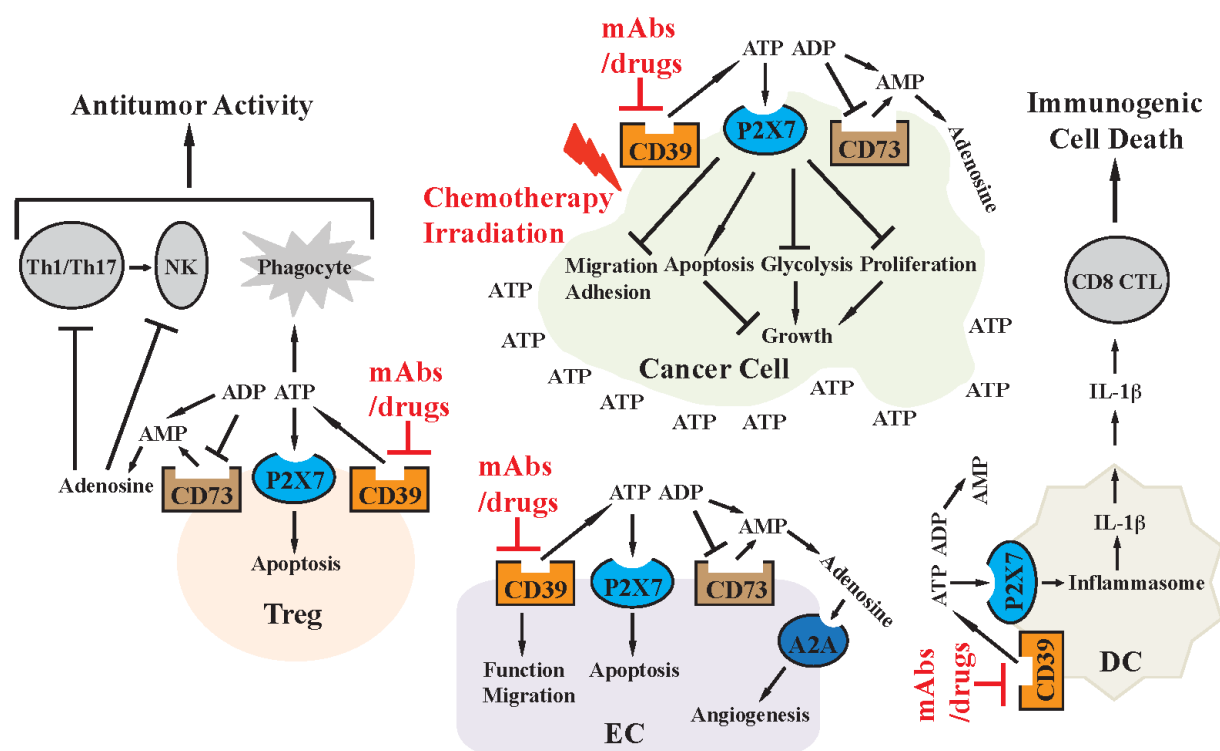 Antitumor Activity
Th1/Th17
NK
Phagocyte
ADP
ATP
mAbs
/drugs
AMP
Adenosine
CD73
P2X7
CD39
Apoptosis
Treg
mAbs
/drugs
ATP
ADP
AMP
Adenosine
CD39
P2X7
CD73
Chemotherapy
Irradiation
Migration
Adhesion
Apoptosis
Glycolysis
Proliferation
Growth
Cancer Cell
ATP
ATP
ATP
ATP
ATP
ATP
ATP
ATP
ATP
ATP
mAbs
/drugs
ATP
ADP
AMP
Adenosine
CD39
P2X7
CD73
A2A
Function
Migration
Apoptosis
Angiogenesis
EC
Immunogenic
Cell Death
CD8 CTL
IL-1β
IL-1β
Inflammasome
AMP
ADP
ATP
P2X7
CD39
mAbs
/drugs
DC